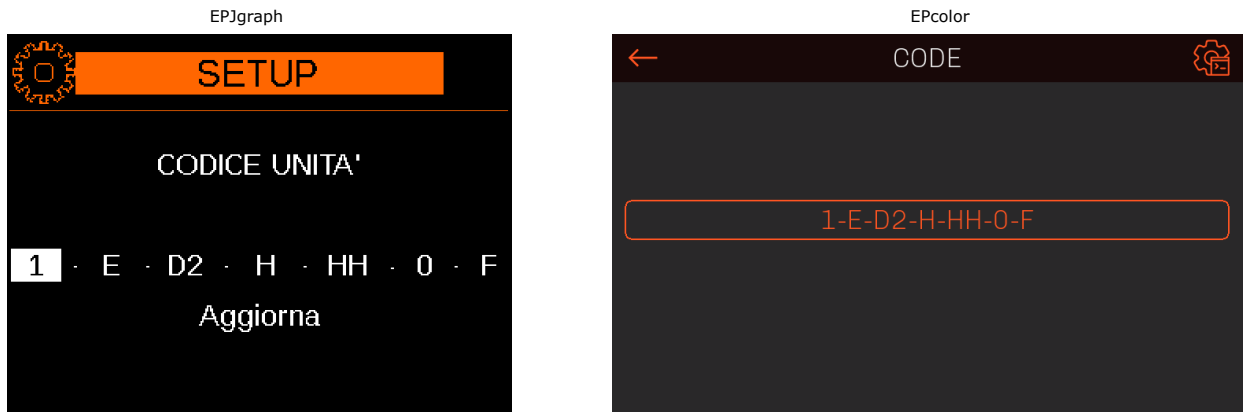 EPJgraph
SETUP
CODICE UNITA'
1 · E · D2 · H · HH · 0 · F
Aggiorna
EPcolor
CODE
1-E-D2-H-HH-0-F